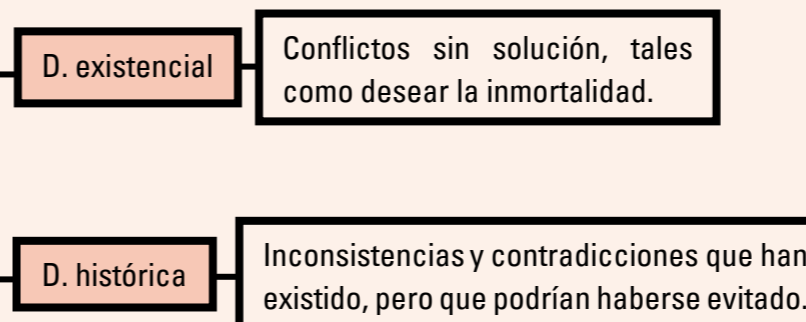 D. existencial
Conflictos sin solución, tales
como desear la inmortalidad.
D. histórica
Inconsistencias y contradicciones que han
existido, pero que podrían haberse evitado.